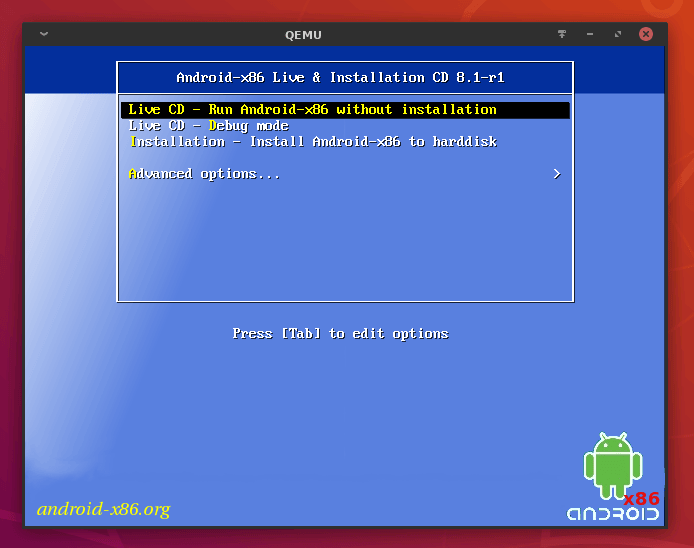 QEMU
Android-x86 Live & Installation CD 8.1-r1
Live CD - Run Android-x86 without installation
Live CD - Debug mode
Installation - Install Android-x86 to harddisk
Advanced options... >
Press [Tab] to edit options
x86
android-x86.org
ANDROID